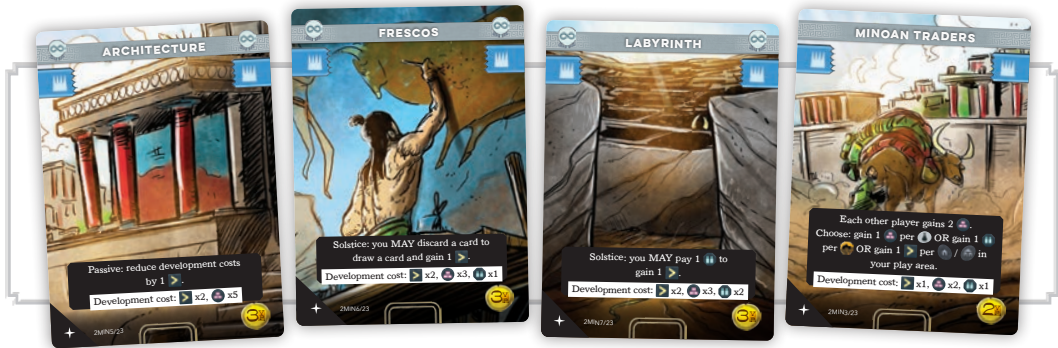 ARCHITECTURE
Passive: reduce development costs
by 1 .
Development cost: x2, x5
3
2MIN5/23
FRESCOS
Solstice: you MAY discard a card to
draw a card and gain 1 .
Development cost: x2, x3, x1
3
2MIN6/23
LABYRINTH
Solstice: you MAY pay 1 to
gain 1 .
Development cost: x2, x3, x2
3
2MIN7/23
MINOAN TRADERS
Each other player gains 2 .
Choose: gain 1 per OR gain 1
per OR gain 1 per / in
your play area.
Development cost: x1, x2, x1
2
2MIN3/23